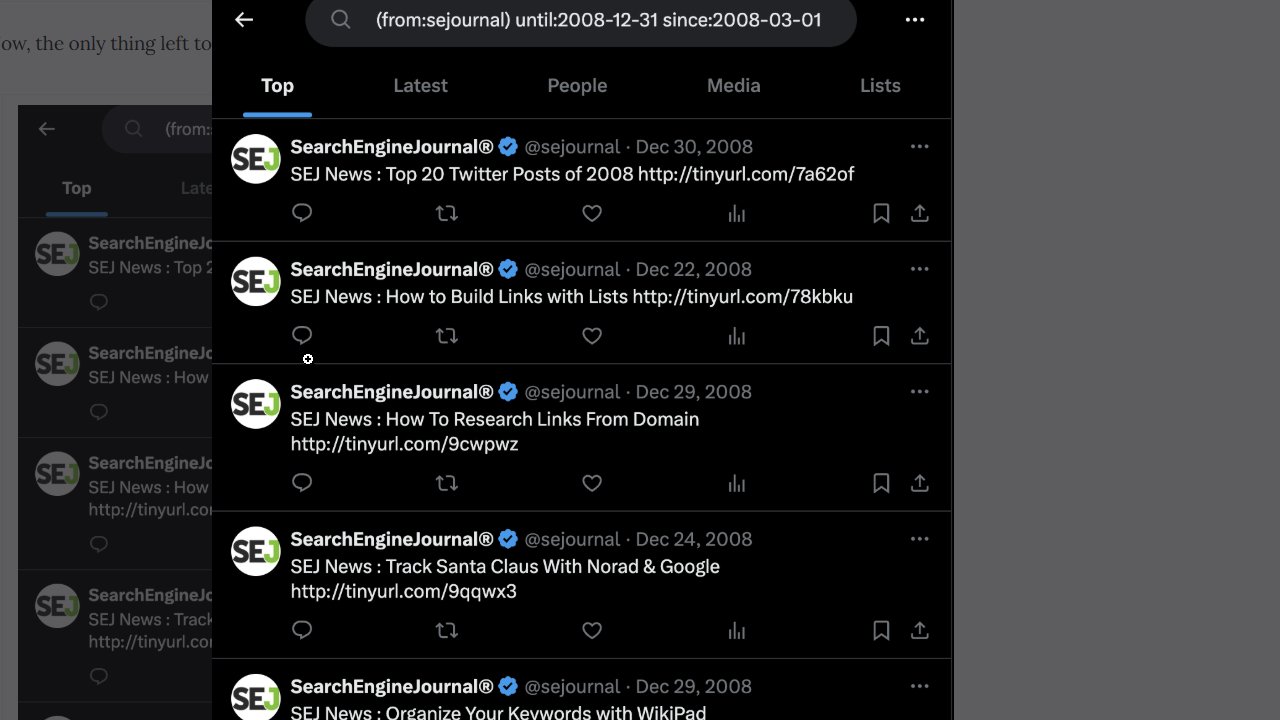 (from:sejournal) until:2008-12-31 since:2008-03-01
ow, the only thing left to
Top Latest People Media Lists
SearchEngineJournal® @sejournal · Dec 30, 2008
SEJ News : Top 20 Twitter Posts of 2008 http://tinyurl.com/7a62of
SearchEngineJournal® @sejournal · Dec 22, 2008
SEJ News : How to Build Links with Lists http://tinyurl.com/78kbku
SearchEngineJournal® @sejournal · Dec 29, 2008
SEJ News : How To Research Links From Domain
http://tinyurl.com/9cwpwz
SearchEngineJournal® @sejournal · Dec 24, 2008
SEJ News : Track Santa Claus With Norad & Google
http://tinyurl.com/9qqwx3
SearchEngineJournal® @sejournal · Dec 29, 2008
SEJ News : Organize Your Keywords with WikiPad
SEJ
SEJ
SEJ
SEJ
SEJ
(from:s
Top Late
SEJ
SearchEngineJo
SEJ News : Top 2
SEJ
SearchEngineJo
SEJ News : How
SEJ
SearchEngineJo
SEJ News : How
http://tinyurl.co
SEJ
SearchEngineJo
SEJ News : Track
http://tinyurl.co